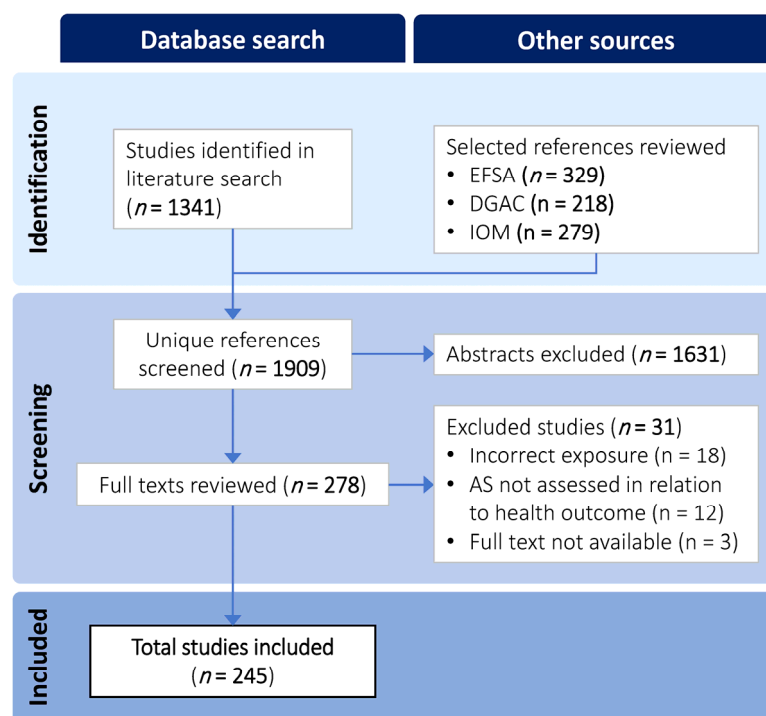 Database search
Other sources
Identification
Studies identified in
literature search
(n = 1341)
Selected references reviewed
• EFSA (n = 329)
• DGAC (n = 218)
• IOM (n = 279)
Screening
Unique references
screened (n = 1909)
Abstracts excluded (n = 1631)
Full texts reviewed (n = 278)
Excluded studies (n = 31)
• Incorrect exposure (n = 18)
• AS not assessed in relation
to health outcome (n = 12)
• Full text not available (n = 3)
Included
Total studies included
(n = 245)